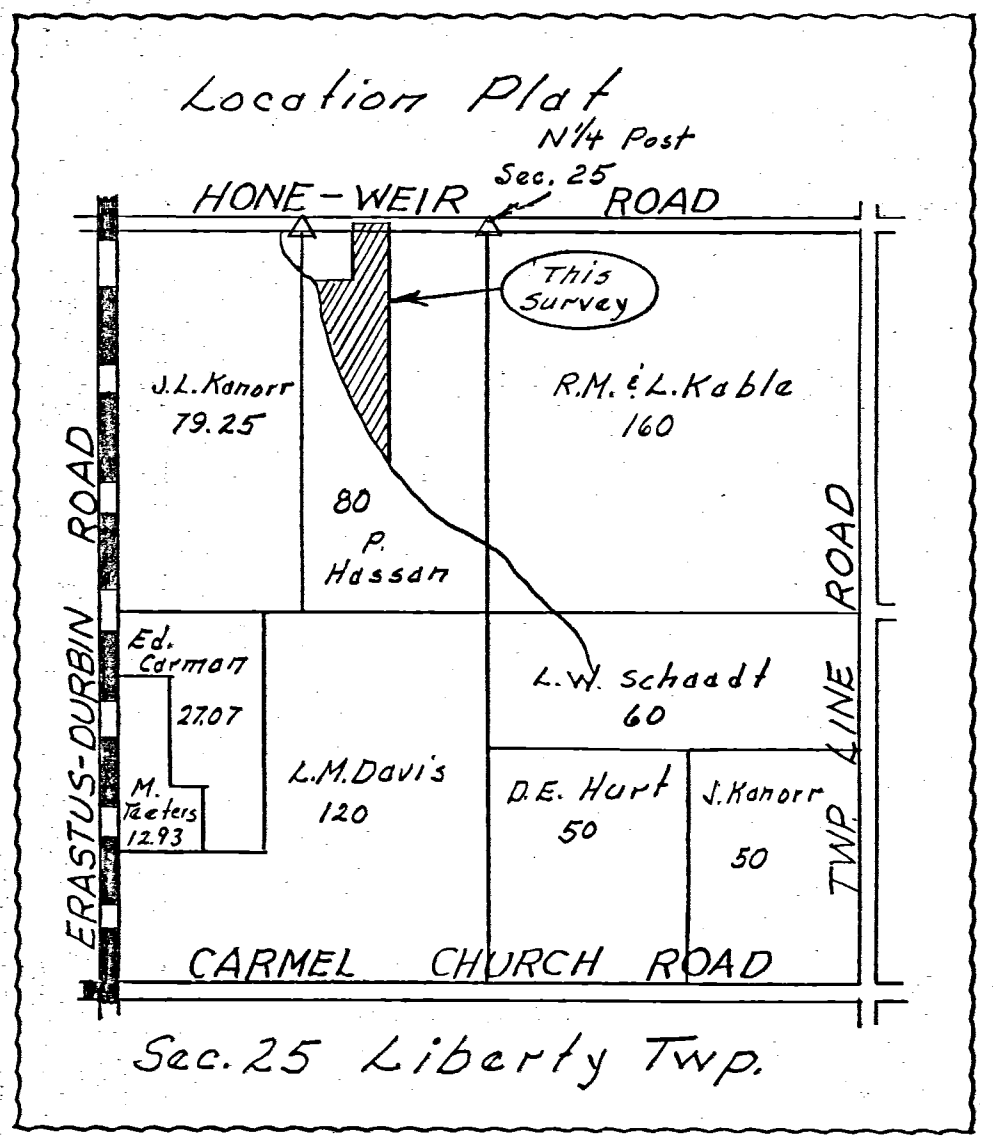 Location Plat
N 1/4 Post
Sec. 25
HONE-WEIR ROAD
This
Survey
J.L. Kanorr
79.25
R.M. & L. Kable
160
80
P.
Hassan
ERASTUS-DURBIN ROAD
TWP. LINE ROAD
Ed.
Carman
27.07
L.W. Schaadt
60
M.
Teeters
12.93
L.M. Davis
120
D.E. Hurt
50
J. Kanorr
50
CARMEL CHURCH ROAD
Sec. 25 Liberty Twp.